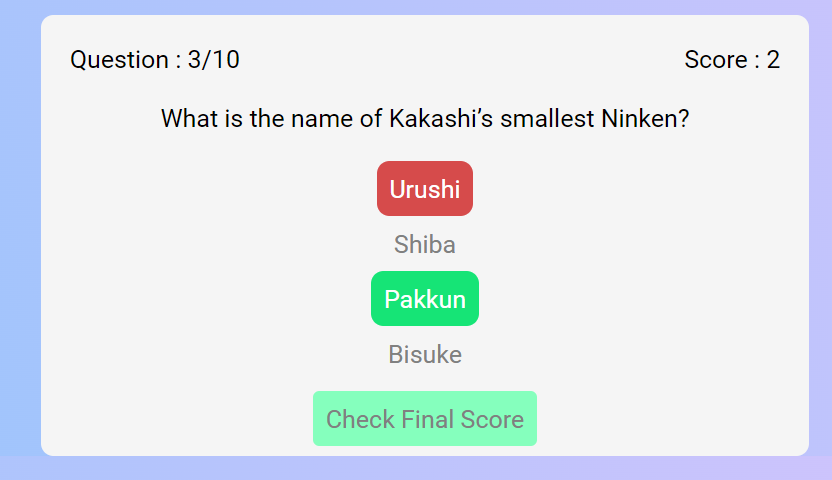 Question : 3/10
Score : 2
What is the name of Kakashi’s smallest Ninken?
Urushi
Shiba
Pakkun
Bisuke
Check Final Score